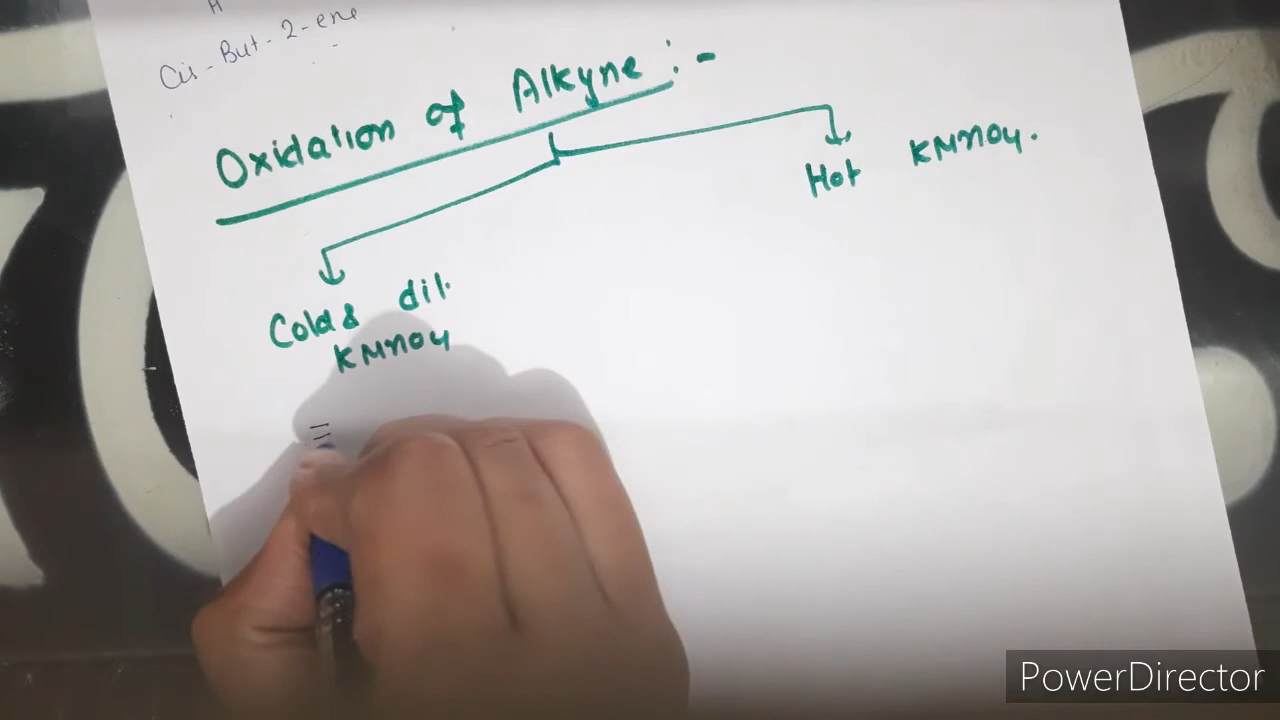 H
Cis-But-2-ene
Oxidation of Alkyne :-
Hot KMnO4.
Cold & dil.
KMnO4
PowerDirector